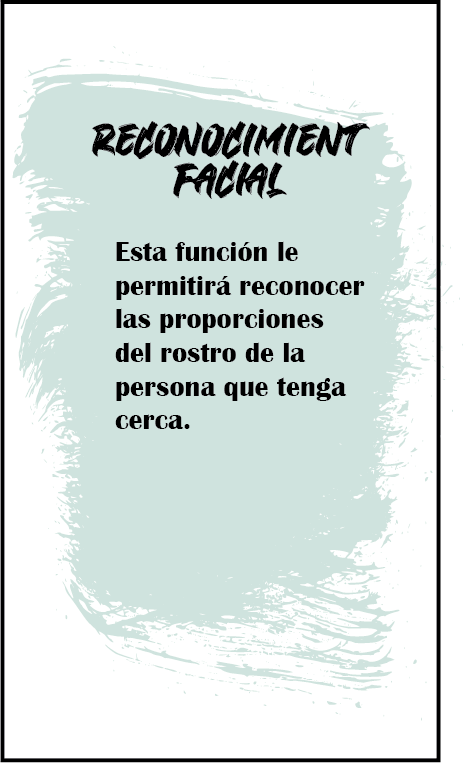 RECONOCIMIENT
FACIAL
Esta función le
permitirá reconocer
las proporciones
del rostro de la
persona que tenga
cerca.